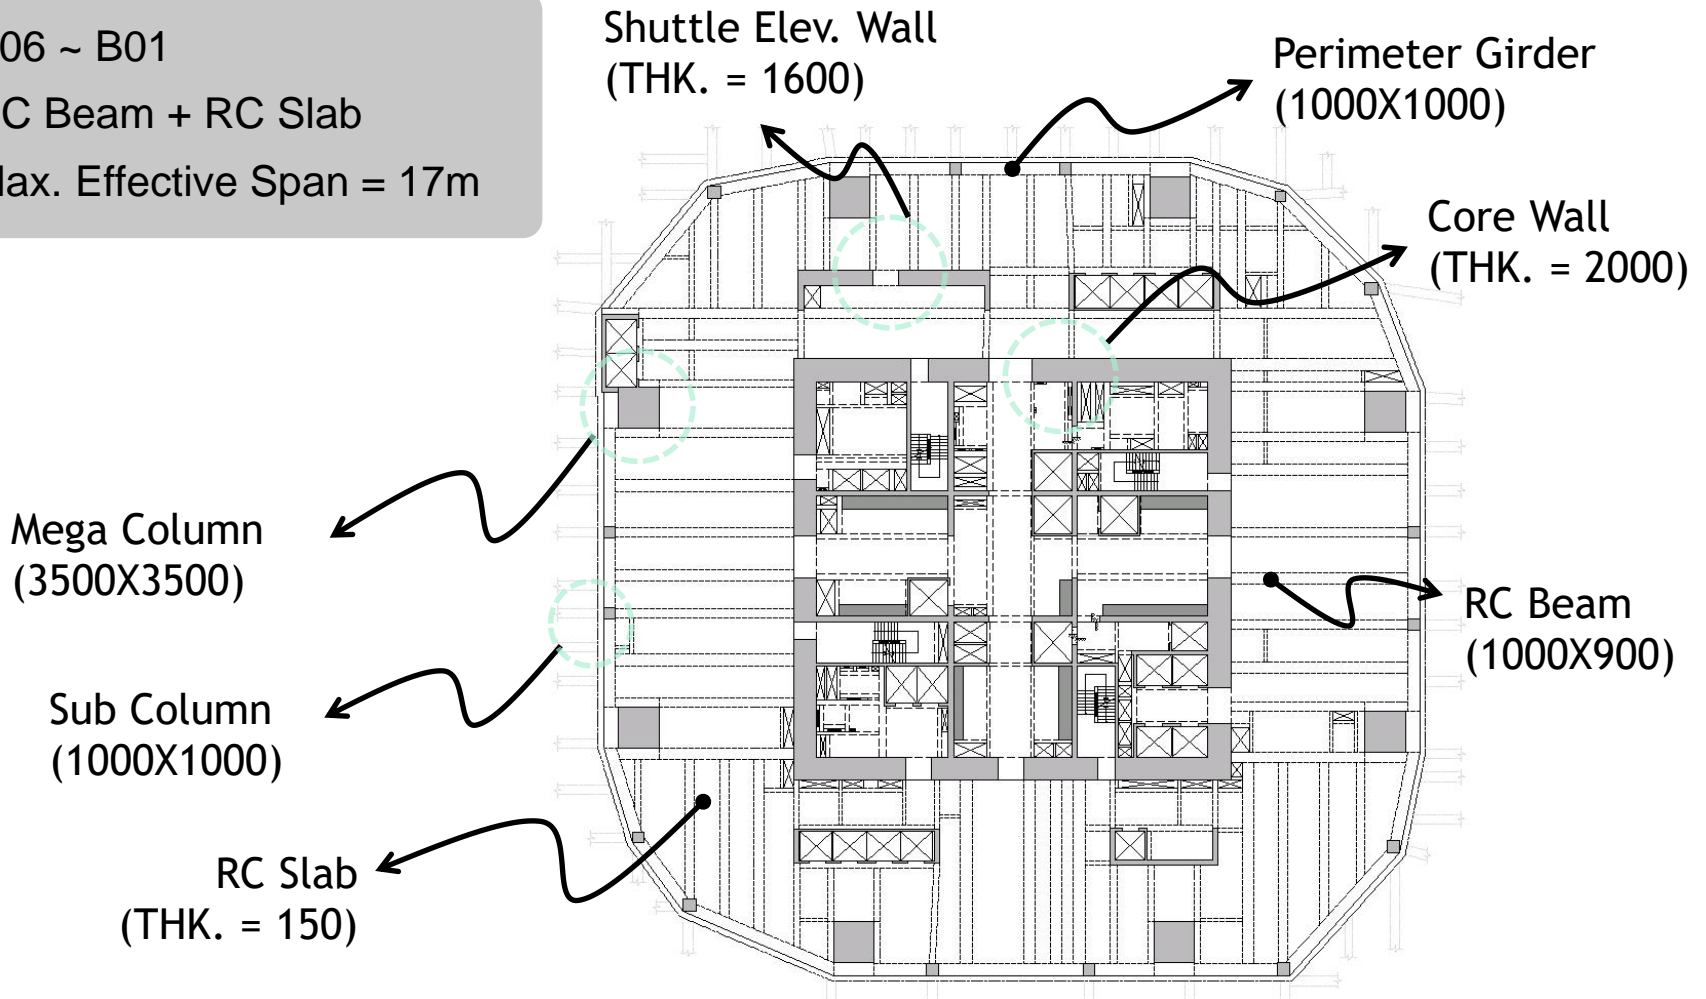 06 ~ B01
C Beam + RC Slab
ax. Effective Span = 17m
Shuttle Elev. Wall
(THK. = 1600)
Perimeter Girder
(1000X1000)
Core Wall
(THK. = 2000)
Mega Column
(3500X3500)
RC Beam
(1000X900)
Sub Column
(1000X1000)
RC Slab
(THK. = 150)